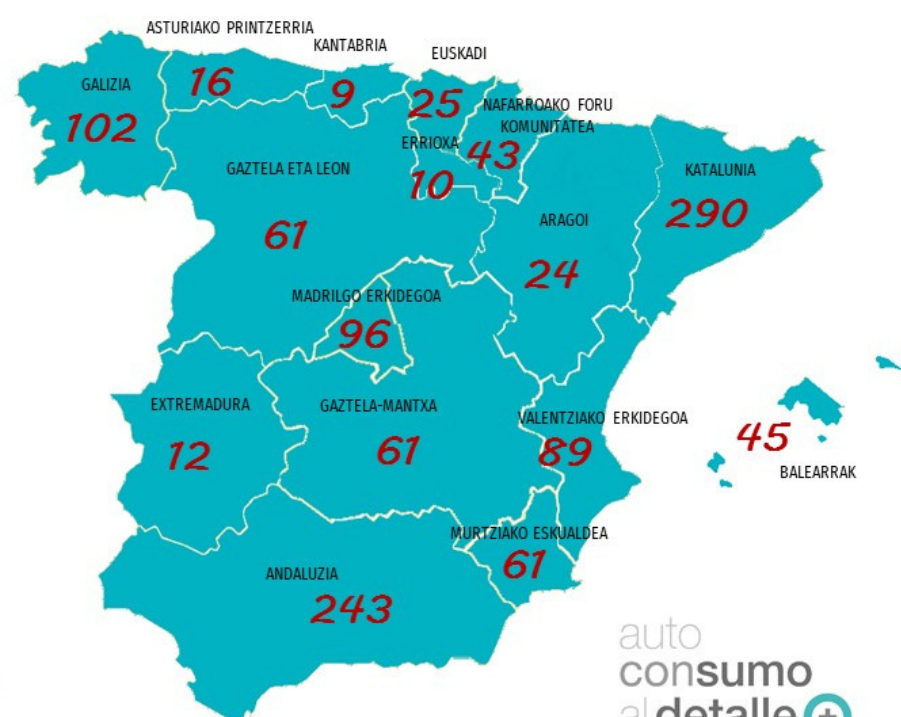 ASTURIAKO PRINTZERRIA
16
KANTABRIA
9
EUSKADI
25
GALIZIA
102
NAFARROAKO FORU
KOMUNITATEA
43
ERRIOXA
10
GAZTELA ETA LEON
61
KATALUNIA
290
ARAGOI
24
MADRILGO ERKIDEGOA
96
EXTREMADURA
12
GAZTELA-MANTXA
61
VALENTZIAKO ERKIDEGOA
89
45
BALEARRAK
MURTZIAKO ESKUALDEA
61
ANDALUZIA
243
auto
consumo
al detalle +